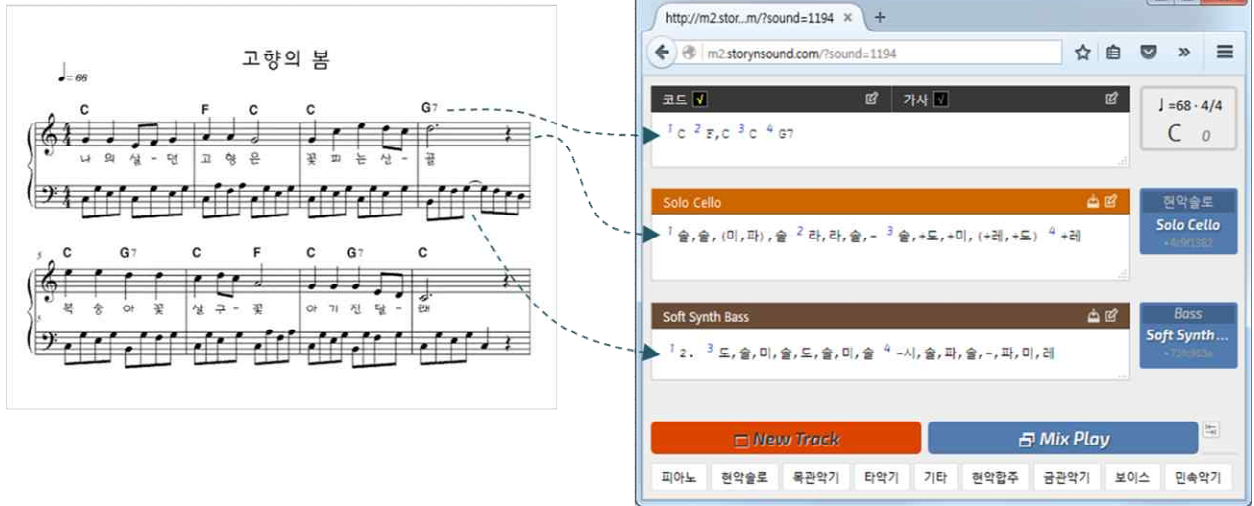 고향의 봄
♩= 66
C F C C G7
나 의 살 - 던 고 향 은 꽃 피 는 산 - 골
5 C G7 C F C G7 C
복 숭 아 꽃 살 구 - 꽃 아 기 진 달 - 래
http://m2.stor...m/?sound=1194 × +
m2.storynsound.com/?sound=1194
코드 √ 가사 √
♩=68 · 4/4
C 0
1 C 2 F,C 3 C 4 G7
Solo Cello
현악솔로
Solo Cello
1 솔,솔,(미,파),솔 2 라,라,솔,- 3 솔,+도,+미,(+레,+도) 4 +레
Soft Synth Bass
Bass
Soft Synth ...
1 2. 3 도,솔,미,솔,도,솔,미,솔 4 -시,솔,파,솔,-,파,미,레
New Track Mix Play
피아노 현악솔로 목관악기 타악기 기타 현악합주 금관악기 보이스 민속악기